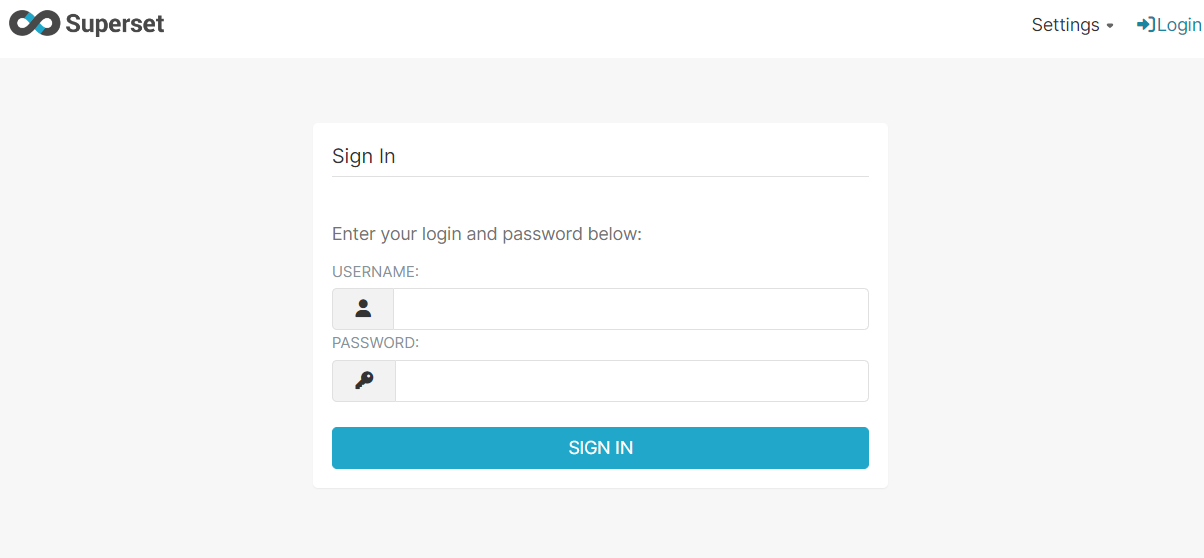 Superset
Settings
Login
Sign In
Enter your login and password below:
USERNAME:
PASSWORD:
SIGN IN